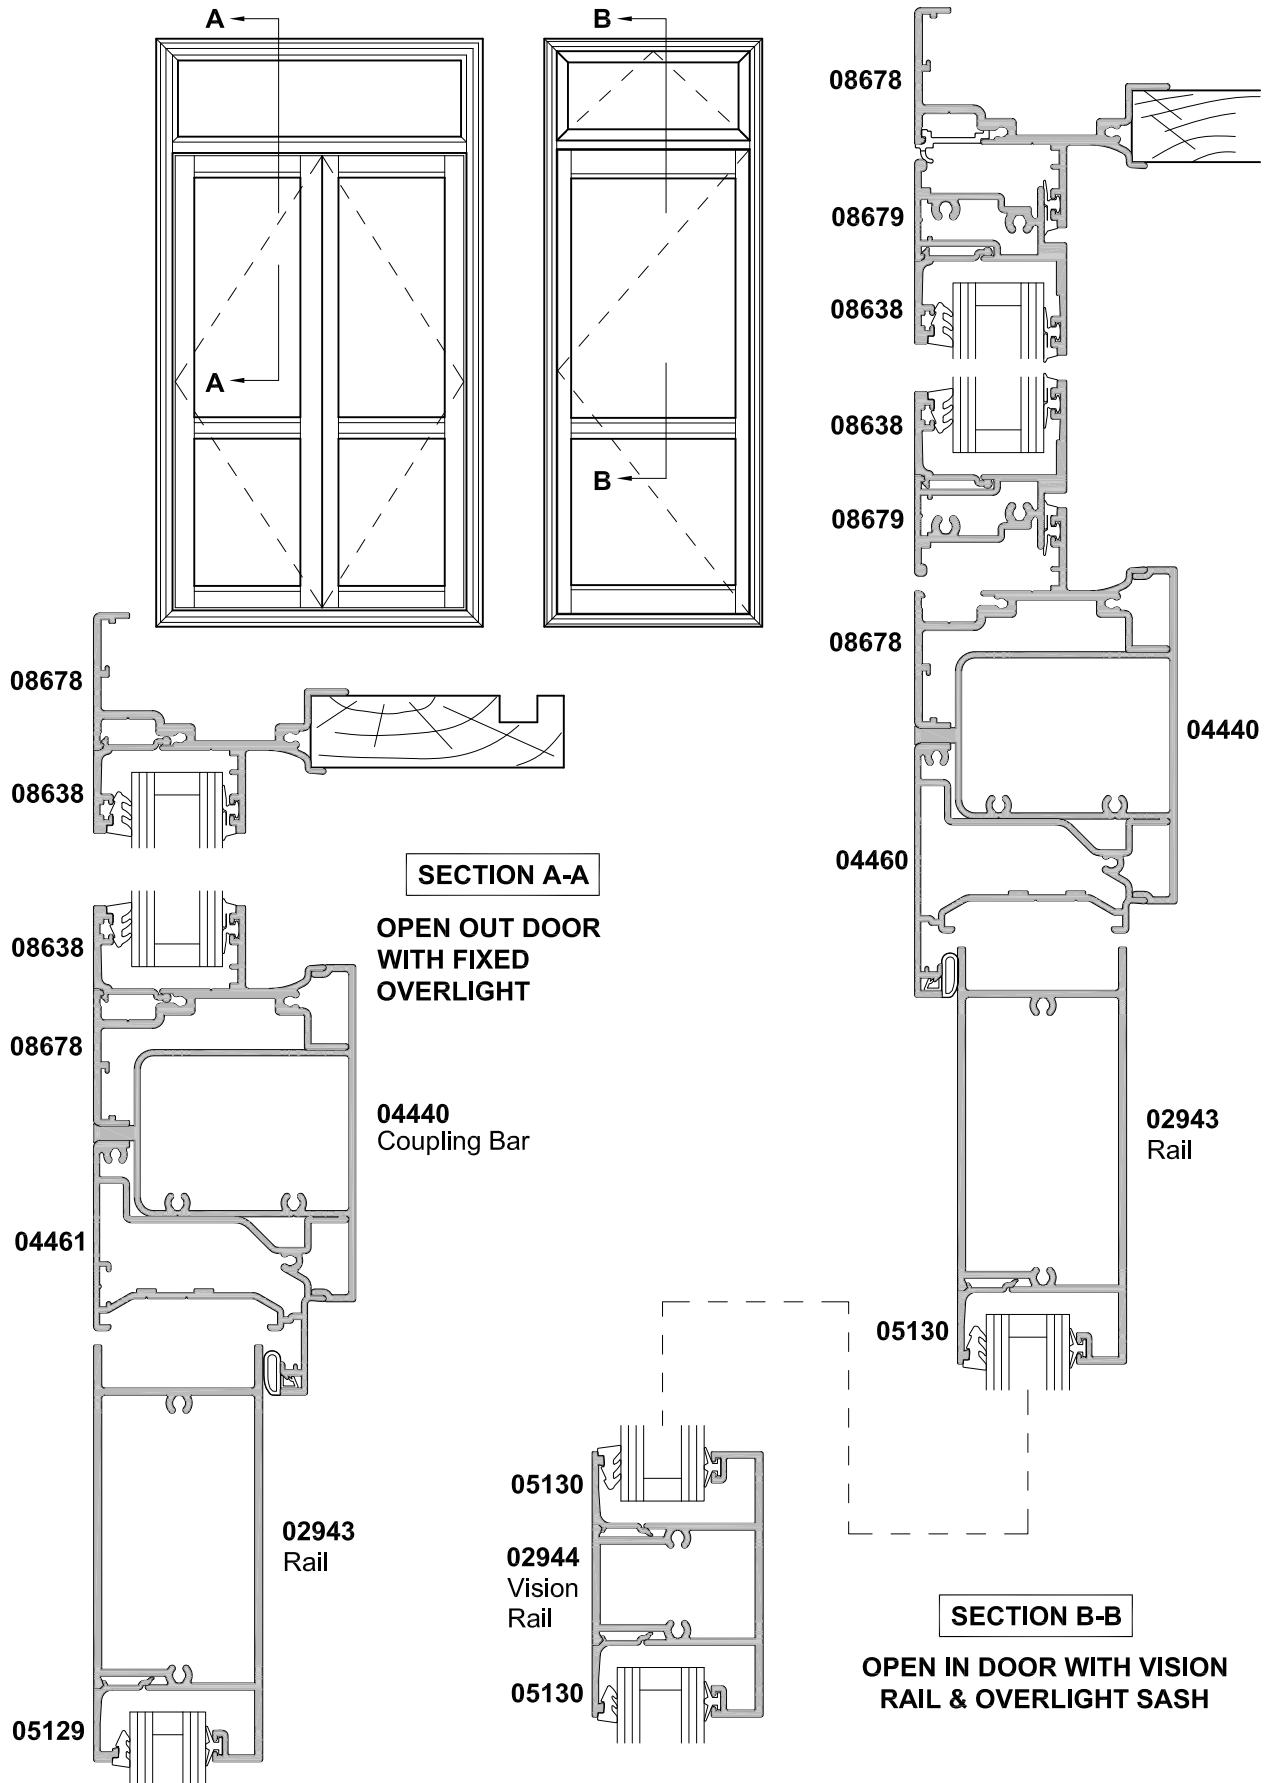 A
B
A
B
08678
08638
SECTION A-A
OPEN OUT DOOR
WITH FIXED
OVERLIGHT
08638
08678
04440
Coupling Bar
04461
02943
Rail
05129
08678
08679
08638
08638
08679
08678
04440
04460
02943
Rail
05130
05130
02944
Vision
Rail
05130
SECTION B-B
OPEN IN DOOR WITH VISION
RAIL & OVERLIGHT SASH